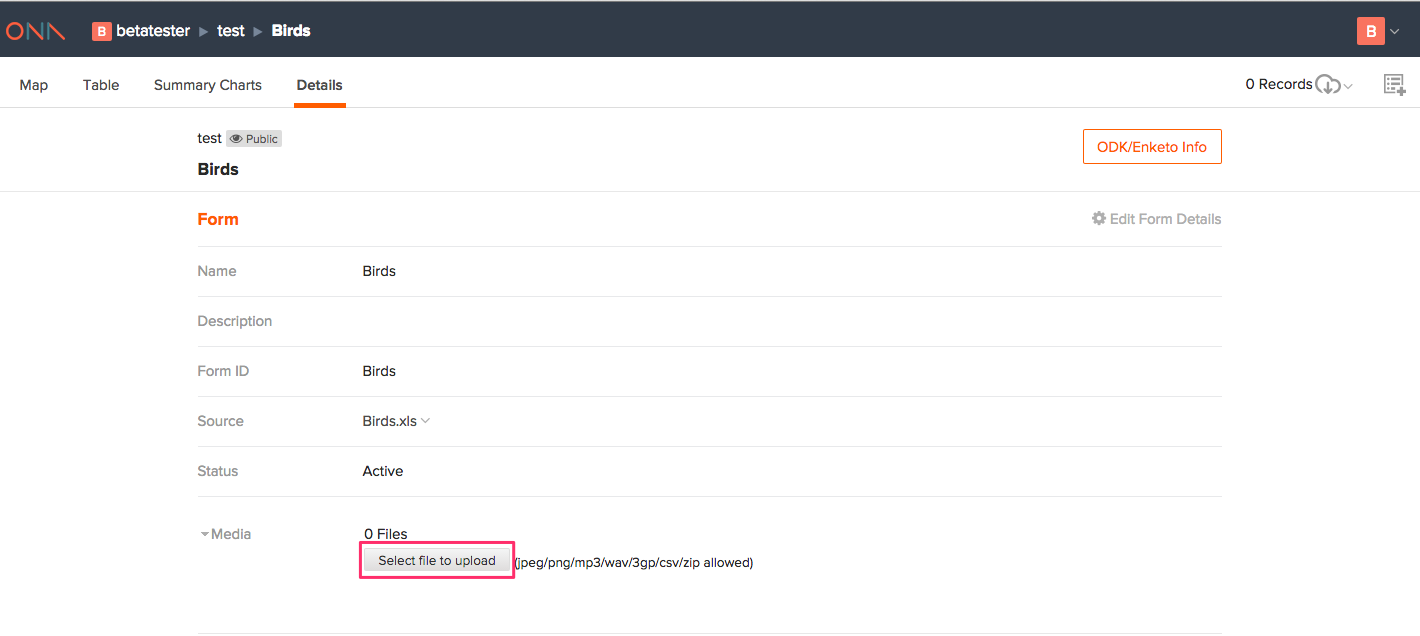 ONA B betatester test Birds B
Map Table Summary Charts Details 0 Records
test Public
ODK/Enketo Info
Birds
Form Edit Form Details
Name Birds
Description
Form ID Birds
Source Birds.xls
Status Active
Media 0 Files
Select file to upload (jpeg/png/mp3/wav/3gp/csv/zip allowed)